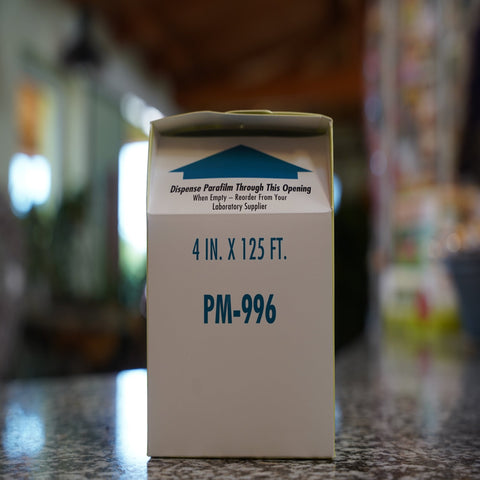 Dispense Parafilm Through This Opening
When Empty – Reorder From Your
Laboratory Supplier
4 IN. X 125 FT.
PM-996